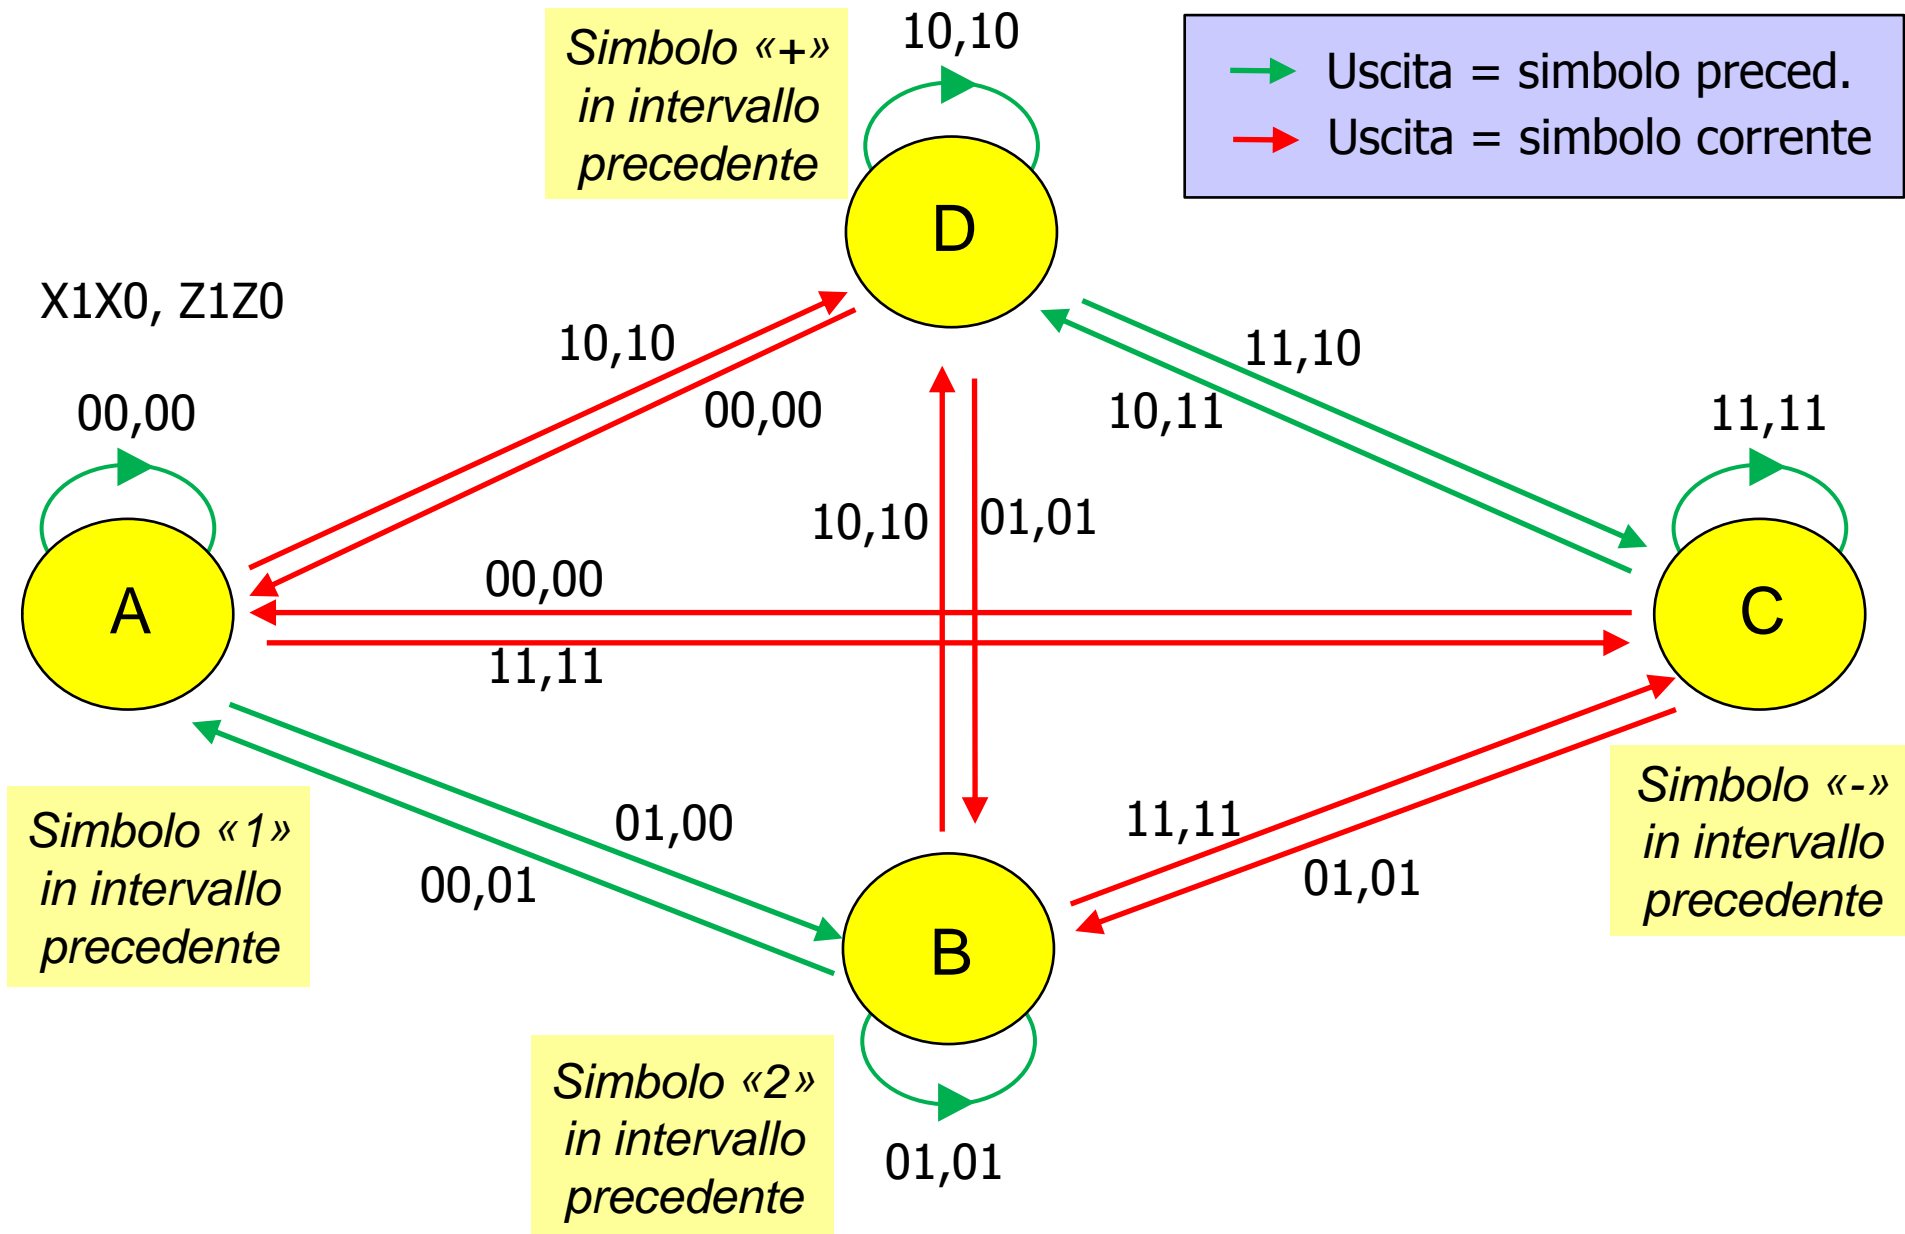 Simbolo «+»
in intervallo
precedente
10,10
Uscita = simbolo preced.
Uscita = simbolo corrente
D
X1X0, Z1Z0
10,10
00,00
11,10
10,11
00,00
11,11
10,10
01,01
00,00
11,11
A
C
01,00
00,01
11,11
01,01
Simbolo «1»
in intervallo
precedente
Simbolo «-»
in intervallo
precedente
B
Simbolo «2»
in intervallo
precedente
01,01